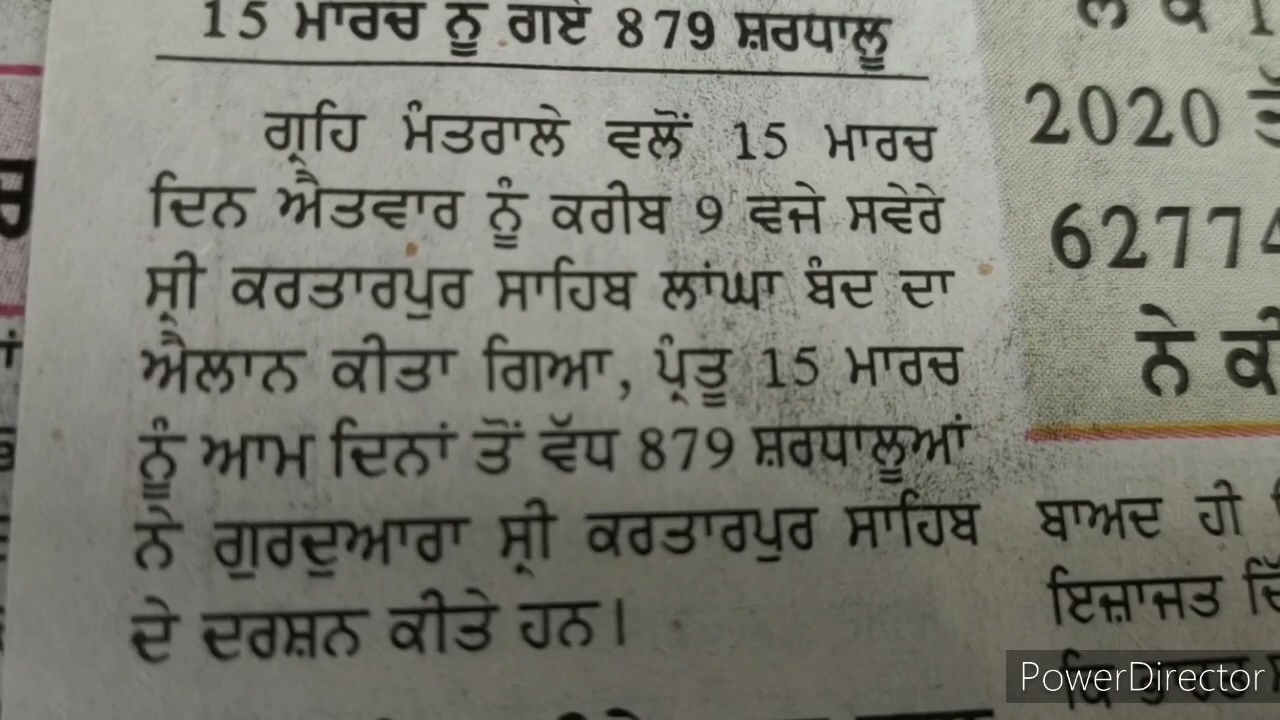 15 ਮਾਰਚ ਨੂੰ ਗਏ 879 ਸ਼ਰਧਾਲੂ
ਗ੍ਰਹਿ ਮੰਤਰਾਲੇ ਵਲੋਂ 15 ਮਾਰਚ
ਦਿਨ ਐਤਵਾਰ ਨੂੰ ਕਰੀਬ 9 ਵਜੇ ਸਵੇਰੇ
ਸ੍ਰੀ ਕਰਤਾਰਪੁਰ ਸਾਹਿਬ ਲਾਂਘਾ ਬੰਦ ਦਾ
ਐਲਾਨ ਕੀਤਾ ਗਿਆ, ਪ੍ਰੰਤੂ 15 ਮਾਰਚ
ਨੂੰ ਆਮ ਦਿਨਾਂ ਤੋਂ ਵੱਧ 879 ਸ਼ਰਧਾਲੂਆਂ
ਨੇ ਗੁਰਦੁਆਰਾ ਸ੍ਰੀ ਕਰਤਾਰਪੁਰ ਸਾਹਿਬ
ਦੇ ਦਰਸ਼ਨ ਕੀਤੇ ਹਨ।
2020
62774
ਨੇ
ਬਾਅਦ ਹੀ
ਇਜ਼ਾਜਤ
PowerDirector